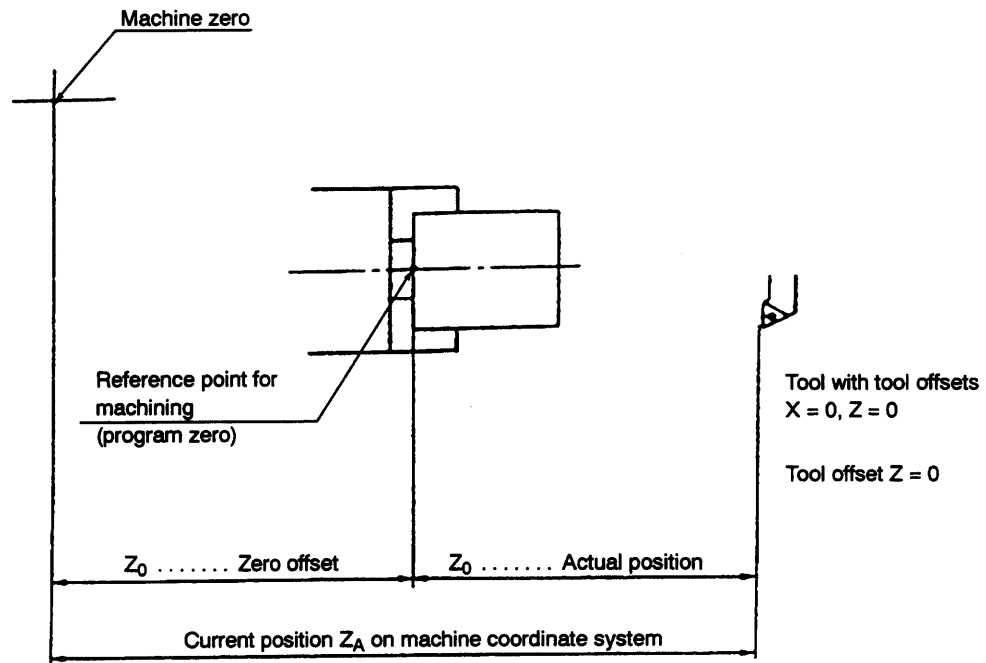 Machine zero
Reference point for
machining
(program zero)
Tool with tool offsets
X = 0, Z = 0
Tool offset Z = 0
Z₀ ....... Zero offset
Z₀ ....... Actual position
Current position Z_A on machine coordinate system